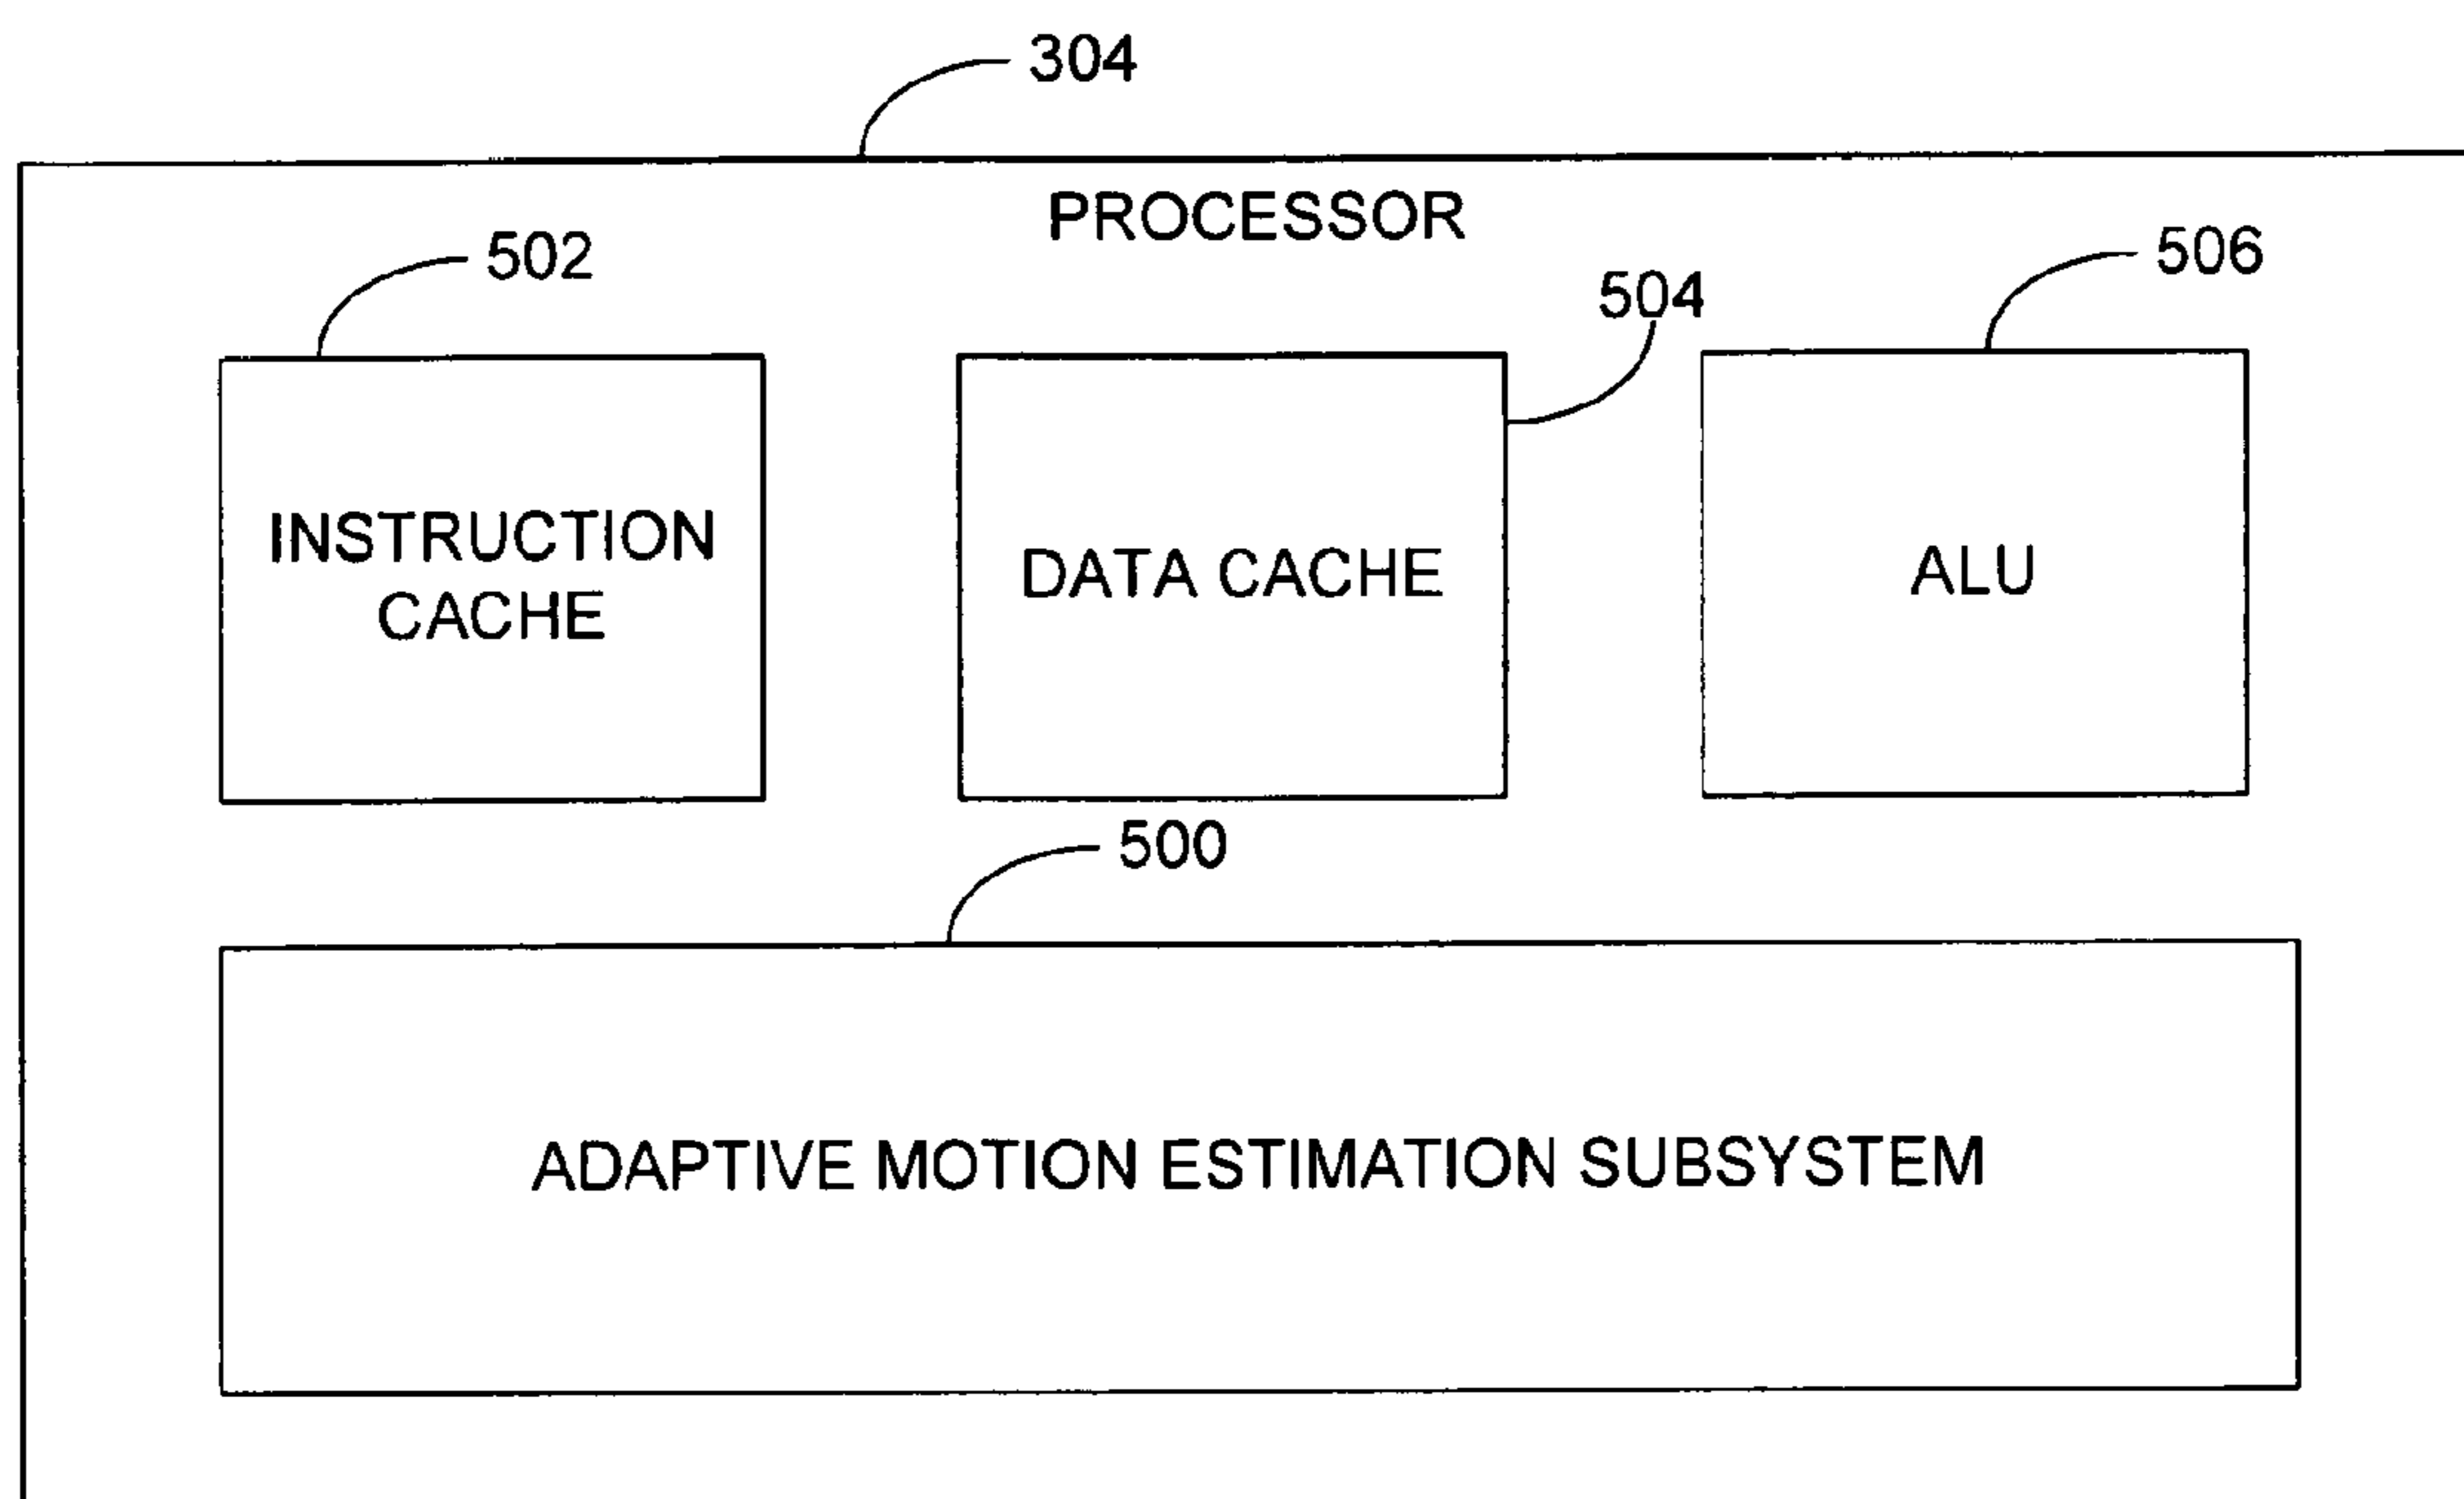 304
PROCESSOR
502
504
506
INSTRUCTION
CACHE
DATA CACHE
ALU
500
ADAPTIVE MOTION ESTIMATION SUBSYSTEM